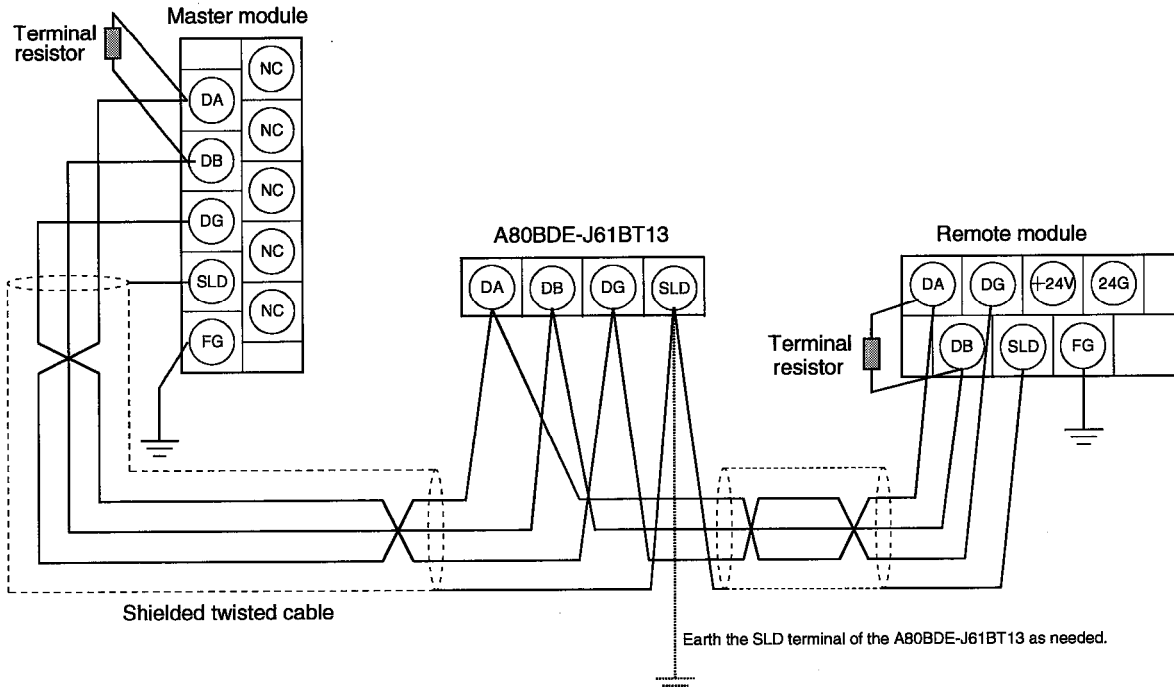 Master module
Terminal
resistor
NC
DA
NC
DB
NC
DG
NC
SLD
NC
FG
A80BDE-J61BT13
DA DB DG SLD
Remote module
DA DG +24V 24G
DB SLD FG
Terminal
resistor
Shielded twisted cable
Earth the SLD terminal of the A80BDE-J61BT13 as needed.